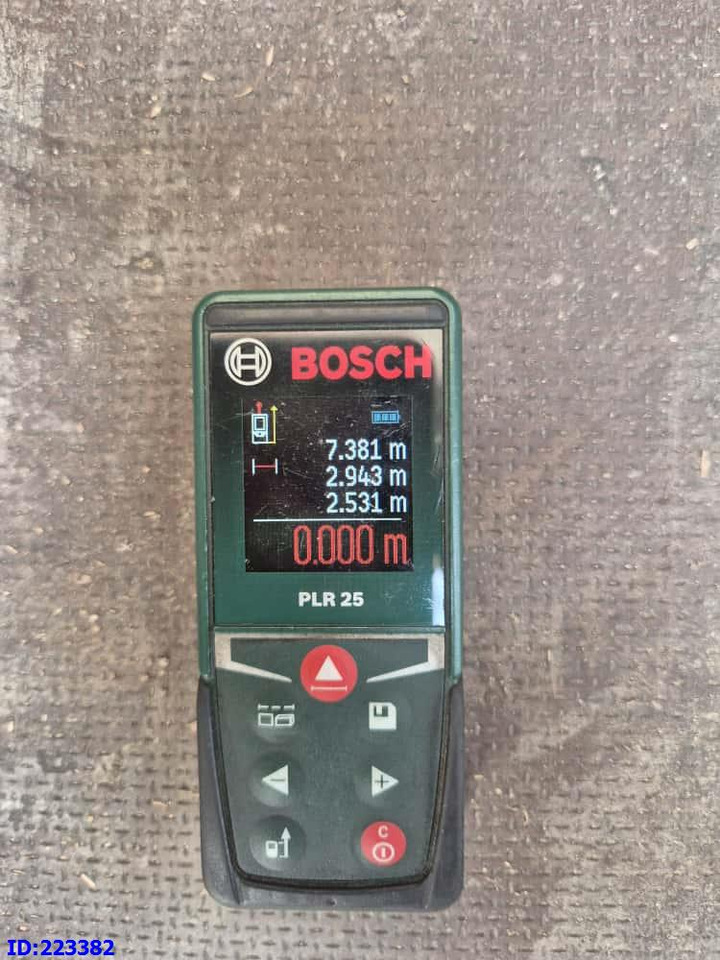 BOSCH
7.381 m
2.943 m
2.531 m
0.000 m
PLR 25
C
ID:223382